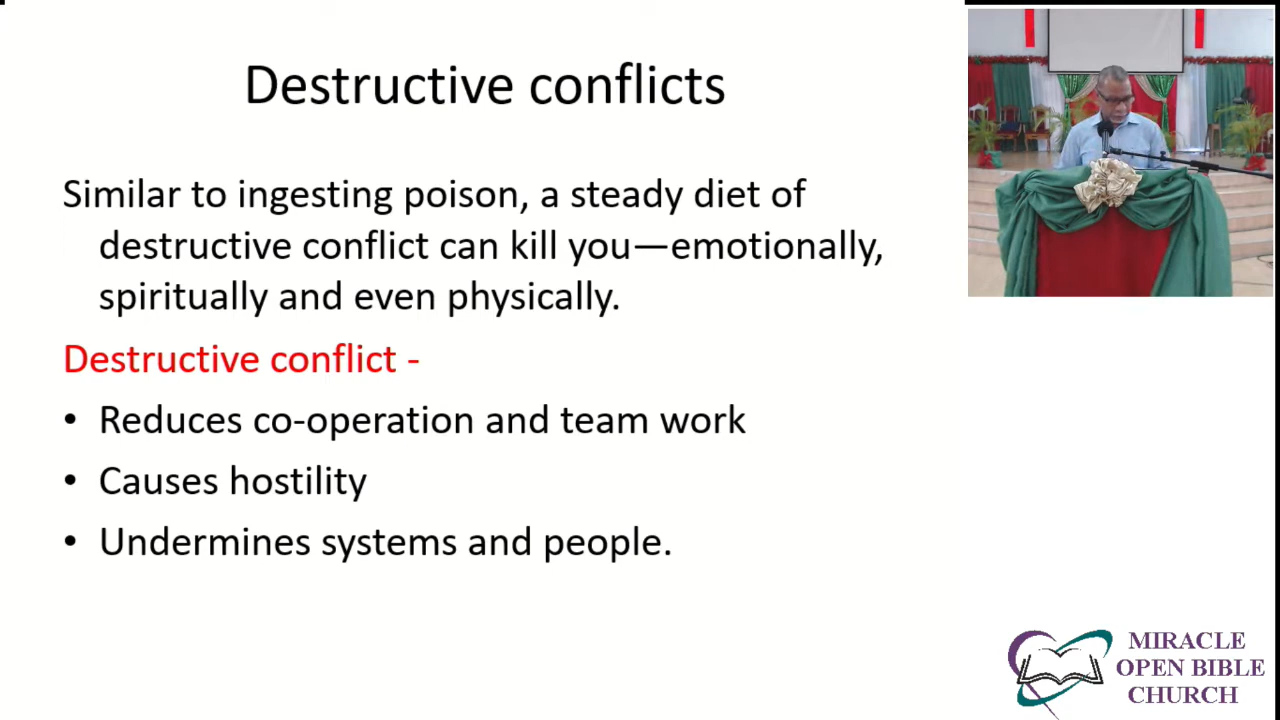 Destructive conflicts
Similar to ingesting poison, a steady diet of
destructive conflict can kill you—emotionally,
spiritually and even physically.
Destructive conflict -
• Reduces co-operation and team work
• Causes hostility
• Undermines systems and people.
MIRACLE
OPEN BIBLE
CHURCH